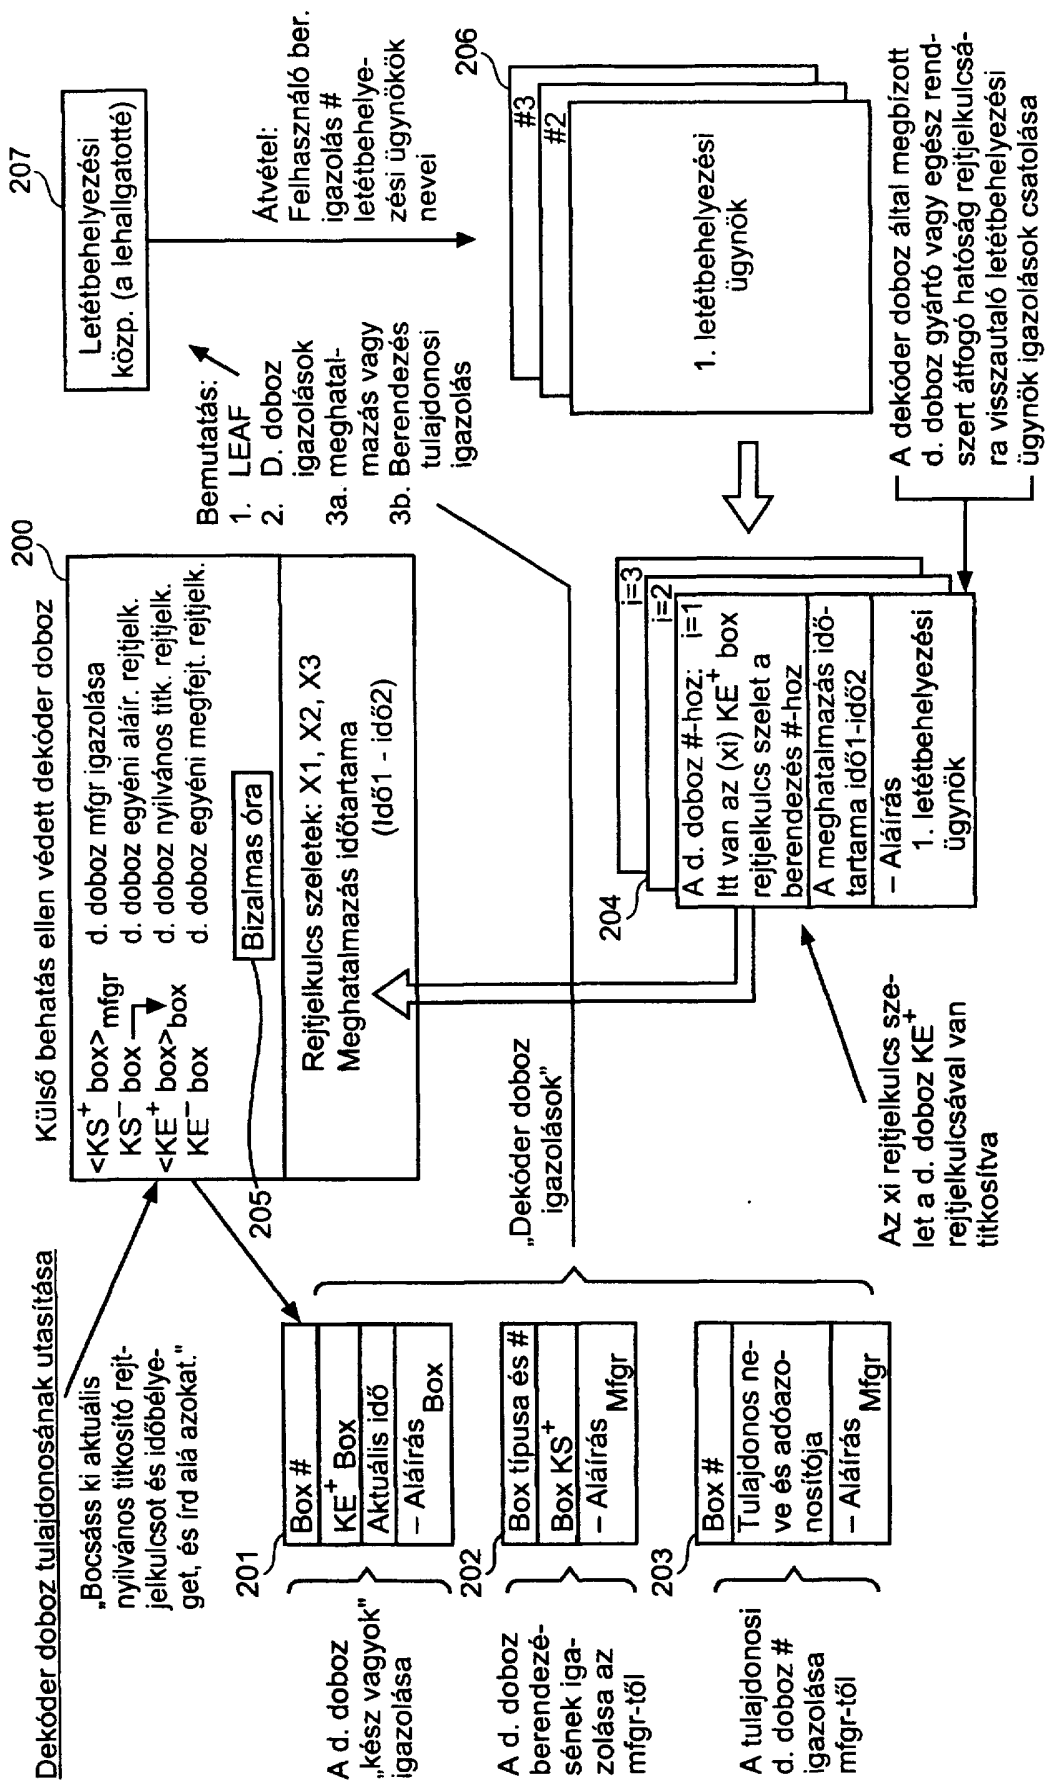 Dekóder doboz tulajdonosának utasítása
„Bocsáss ki aktuális
nyilvános titkosító rejt-
jelkulcsot és időbélye-
get, és írd alá azokat."
Külső behatás ellen védett dekóder doboz
200
<KS+ box>mfgr d. doboz mfgr igazolása
KS− box d. doboz egyéni aláír. rejtjelk.
<KE+ box>box d. doboz nyilvános titk. rejtjelk.
KE− box d. doboz egyéni megfejt. rejtjelk.
Bizalmas óra
205
Rejtjelkulcs szeletek: X1, X2, X3
Meghatalmazás időtartama
(Idő1 - idő2)
207
Letétbehelyezési
közp. (a lehallgatotté)
Bemutatás:
1. LEAF
2. D. doboz
igazolások
3a. meghatal-
mazás vagy
3b. Berendezés
tulajdonosi
igazolás
Átvétel:
Felhasználó ber.
igazolás #
letétbehelye-
zési ügynökök
nevei
206
#3
#2
1. letétbehelyezési
ügynök
201
Box #
KE+ Box
Aktuális idő
– Aláírás Box
A d. doboz
„kész vagyok"
igazolása
202
Box típusa és #
Box KS+
– Aláírás Mfgr
A d. doboz
berendezé-
sének iga-
zolása az
mfgr-től
203
Box #
Tulajdonos ne-
ve és adóazo-
nosítója
– Aláírás Mfgr
A tulajdonosi
d. doboz #
igazolása
mfgr-től
„Dekóder doboz
igazolások"
204
i=3
i=2
A d. doboz #-hoz: i=1
Itt van az (xi) KE+ box
rejtjelkulcs szelet a
berendezés #-hoz
A meghatalmazás idő-
tartama idő1-idő2
– Aláírás
1. letétbehelyezési
ügynök
Az xi rejtjelkulcs sze-
let a d. doboz KE+
rejtjelkulcsával van
titkosítva
A dekóder doboz által megbízott
d. doboz gyártó vagy egész rend-
szert átfogó hatóság rejtjelkulcsá-
ra visszautaló letétbehelyezési
ügynök igazolások csatolása